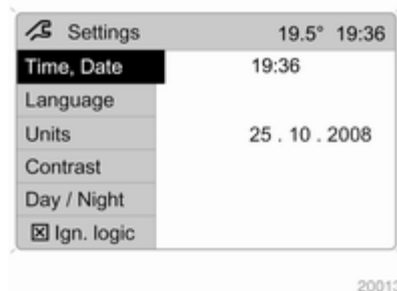 Settings 19.5° 19:36
Time, Date 19:36
Language
Units 25 . 10 . 2008
Contrast
Day / Night
Ign. logic
20013